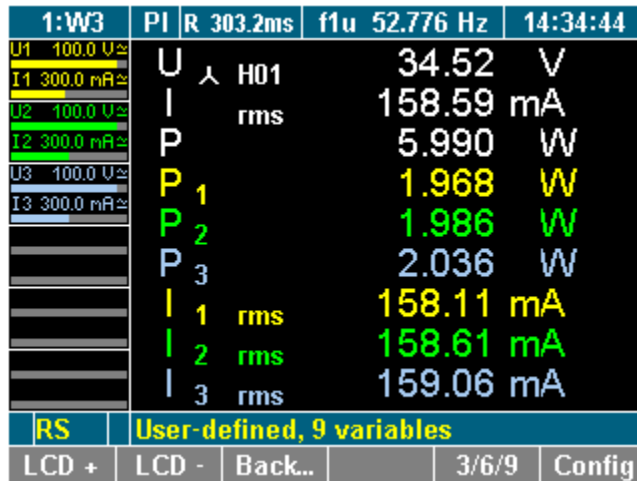 1:W3 PI R 303.2ms f1u 52.776 Hz 14:34:44
U1 100.0 V≃
I1 300.0 mA≃
U2 100.0 V≃
I2 300.0 mA≃
U3 100.0 V≃
I3 300.0 mA≃
U ⅄ H01 34.52 V
I rms 158.59 mA
P 5.990 W
P 1 1.968 W
P 2 1.986 W
P 3 2.036 W
I 1 rms 158.11 mA
I 2 rms 158.61 mA
I 3 rms 159.06 mA
RS User-defined, 9 variables
LCD + LCD - Back... 3/6/9 Config